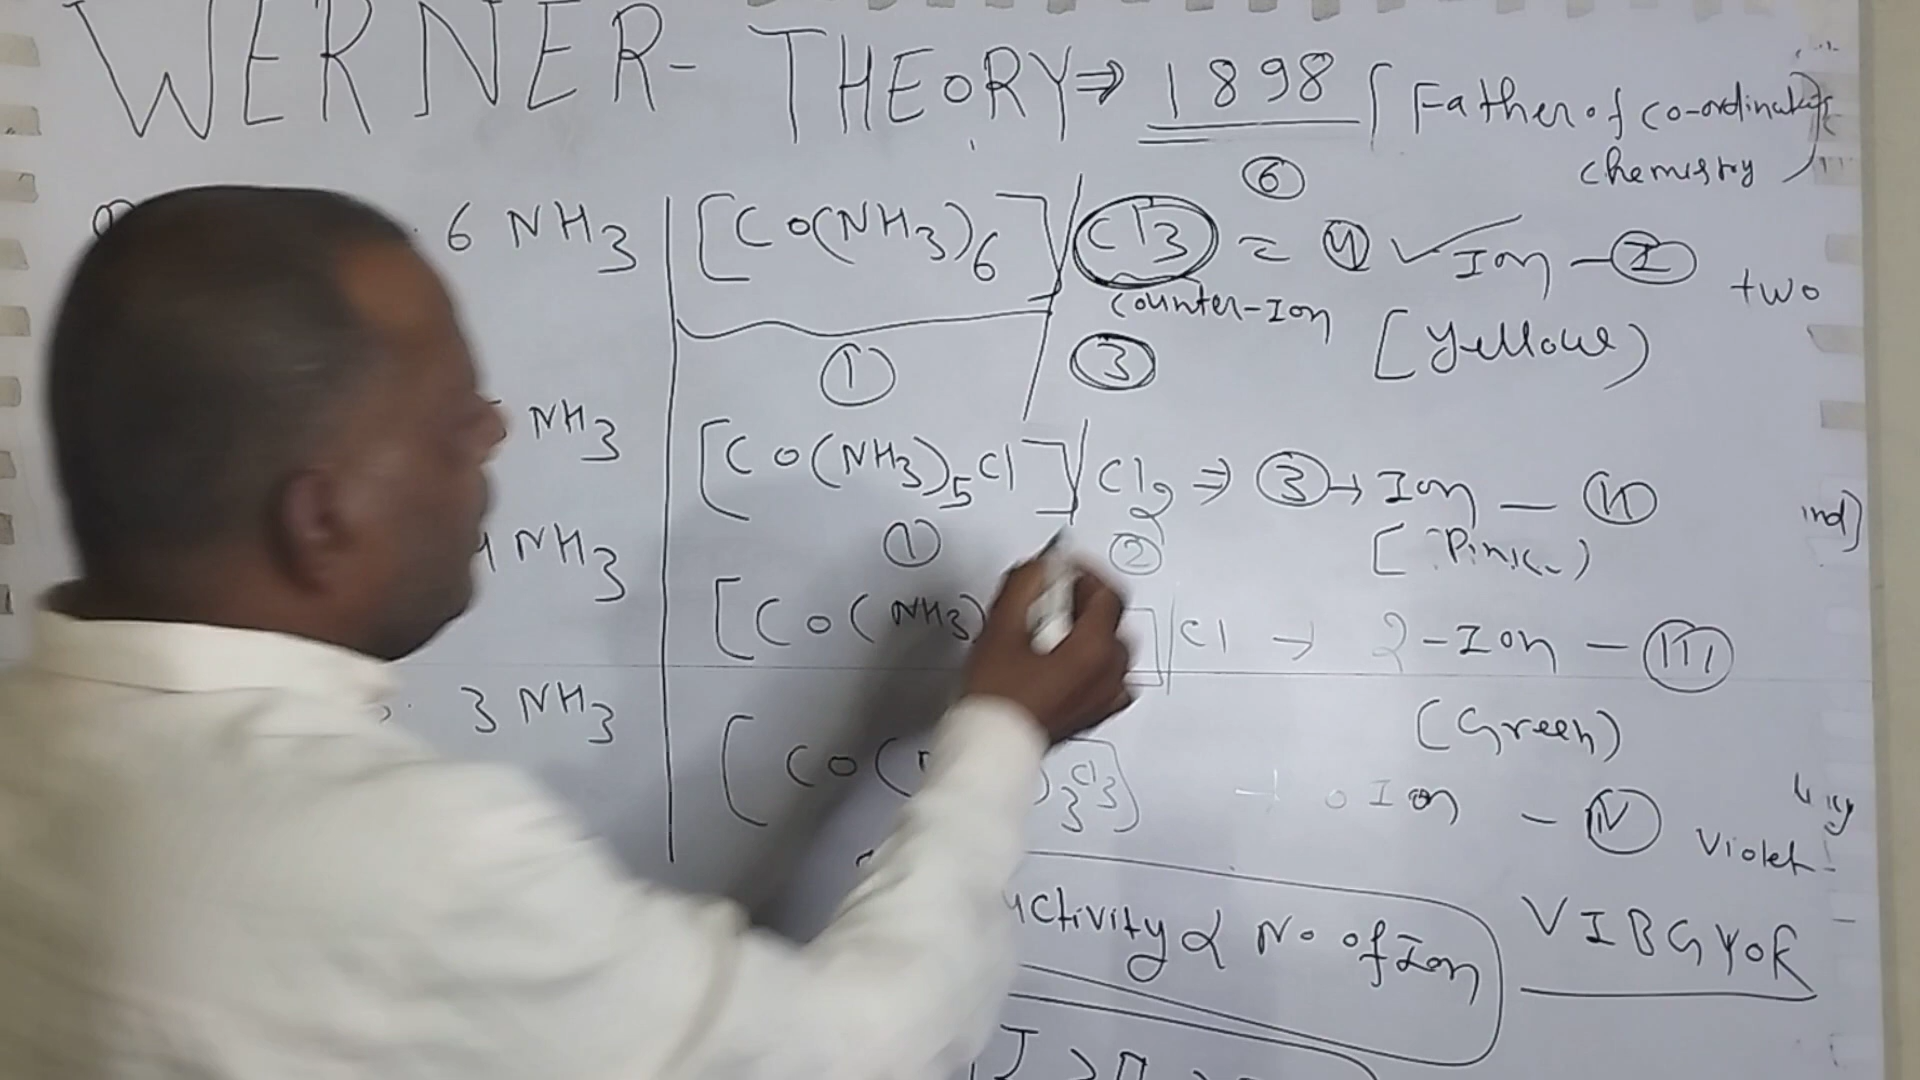 WERNER- THEORY ⇒ 1898 [Father of co-ordination
chemistry)
6 NH3 [Co(NH3)6] Cl3 = 4 ✓ Ion - I two
6
counter-Ion [Yellow)
1 3
NH3 [Co(NH3)5Cl] Cl2 ⇒ 3 → Ion - II
1 2 [Pink)
4 NH3 [Co(NH3) ] Cl → 2-Ion - III
3 NH3 (Green)
[Co( )3Cl3) → 0 Ion - IV Violet
uctivity ∝ No of Ion VIBGYOR